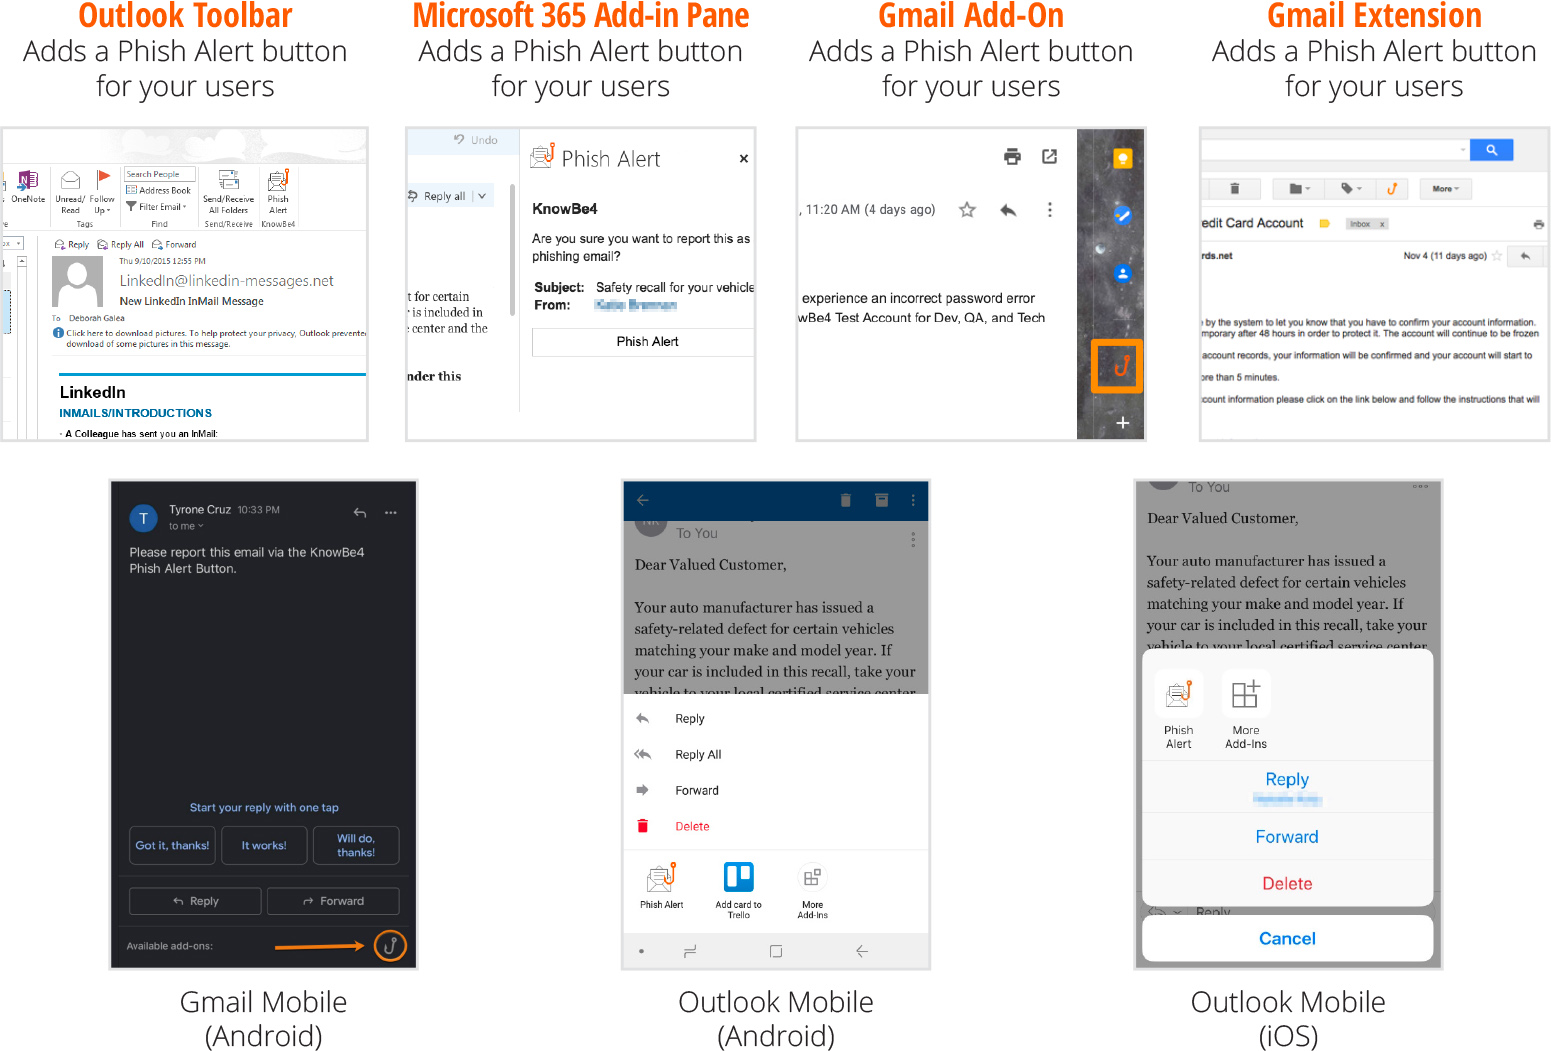 Outlook Toolbar
Adds a Phish Alert button
for your users
Microsoft 365 Add-in Pane
Adds a Phish Alert button
for your users
Gmail Add-On
Adds a Phish Alert button
for your users
Gmail Extension
Adds a Phish Alert button
for your users
OneNote
Unread/
Read
Follow
Up
Tags
Search People
Address Book
Filter Email
Find
Send/Receive
All Folders
Send/Receive
Phish
Alert
KnowBe4
Reply Reply All Forward
Thu 9/10/2015 12:55 PM
LinkedIn@linkedin-messages.net
New LinkedIn InMail Message
To Deborah Galea
Click here to download pictures. To help protect your privacy, Outlook prevented
download of some pictures in this message.
LinkedIn
INMAILS/INTRODUCTIONS
· A Colleague has sent you an InMail:
Undo
Reply all
t for certain
r is included in
center and the
nder this
Phish Alert
KnowBe4
Are you sure you want to report this as
phishing email?
Subject: Safety recall for your vehicle
From:
Phish Alert
, 11:20 AM (4 days ago)
experience an incorrect password error
wBe4 Test Account for Dev, QA, and Tech
More
edit Card Account Inbox x
rds.net Nov 4 (11 days ago)
by the system to let you know that you have to confirm your account information.
mporary after 48 hours in order to protect it. The account will continue to be frozen
account records, your information will be confirmed and your account will start to
ore than 5 minutes.
count information please click on the link below and follow the instructions that will
T
Tyrone Cruz 10:33 PM
to me
Please report this email via the KnowBe4
Phish Alert Button.
Start your reply with one tap
Got it, thanks!
It works!
Will do,
thanks!
Reply
Forward
Available add-ons:
Gmail Mobile
(Android)
NK
To You
Dear Valued Customer,
Your auto manufacturer has issued a
safety-related defect for certain vehicles
matching your make and model year. If
your car is included in this recall, take your
vehicle to your local certified service center
Reply
Reply All
Forward
Delete
Phish Alert
Add card to
Trello
More
Add-Ins
Outlook Mobile
(Android)
To You
Dear Valued Customer,
Your auto manufacturer has issued a
safety-related defect for certain vehicles
matching your make and model year. If
your car is included in this recall, take your
vehicle to your local certified service center
Phish
Alert
More
Add-Ins
Reply
Forward
Delete
Reply
Cancel
Outlook Mobile
(iOS)